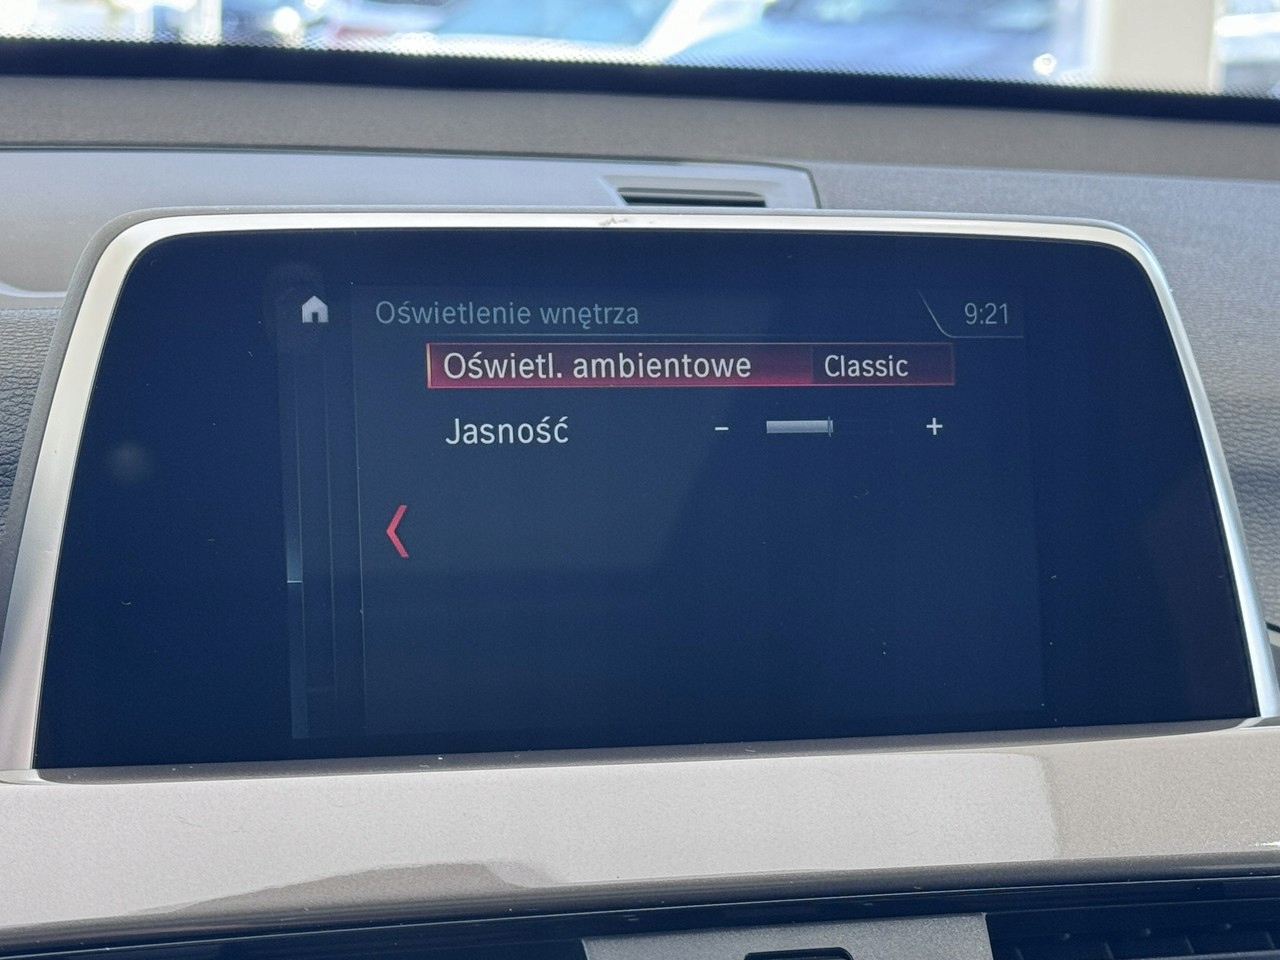 Oświetlenie wnętrza 9:21
Oświetl. ambientowe Classic
Jasność - +